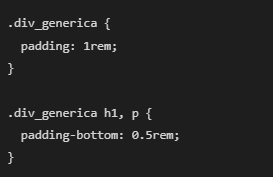 .div_generica {
  padding: 1rem;
}

.div_generica h1, p {
  padding-bottom: 0.5rem;
}